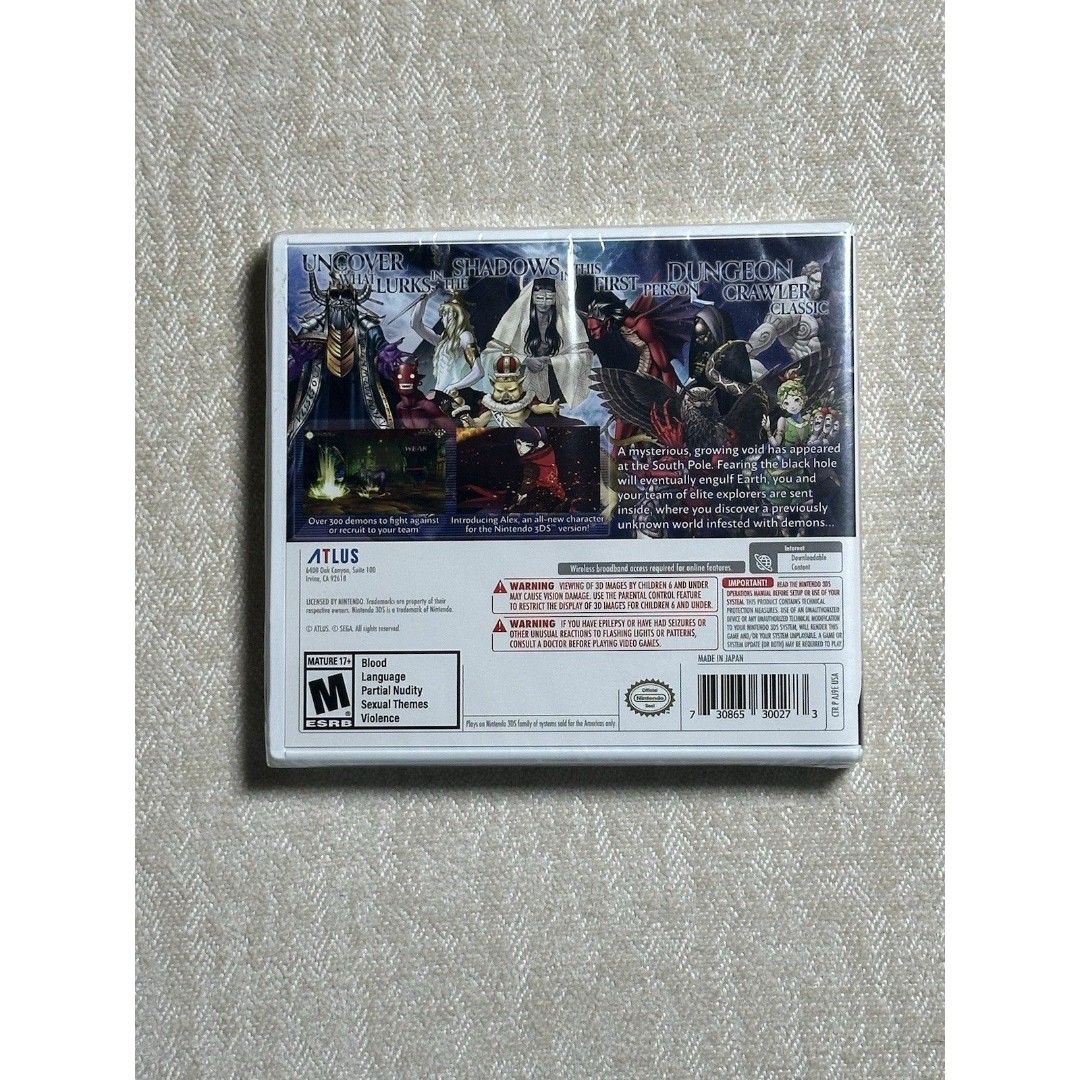 UNCOVER WHAT LURKS IN THE SHADOWS IN THIS FIRST PERSON DUNGEON CRAWLER CLASSIC
WEAK
Over 300 demons to fight against
or recruit to your team
Introducing Alex, an all-new character
for the Nintendo 3DS™ version!
A mysterious, growing void has appeared
at the South Pole. Fearing the black hole
will eventually engulf Earth, you and
your team of elite explorers are sent
inside, where you discover a previously
unknown world infested with demons...
ATLUS
6400 Oak Canyon, Suite 100
Irvine, CA 92618
LICENSED BY NINTENDO. Trademarks are property of their
respective owners. Nintendo 3DS is a trademark of Nintendo.
© ATLUS. © SEGA. All rights reserved.
Wireless broadband access required for online features.
Internet
Downloadable
Content
WARNING VIEWING OF 3D IMAGES BY CHILDREN 6 AND UNDER
MAY CAUSE VISION DAMAGE. USE THE PARENTAL CONTROL FEATURE
TO RESTRICT THE DISPLAY OF 3D IMAGES FOR CHILDREN 6 AND UNDER.
WARNING IF YOU HAVE EPILEPSY OR HAVE HAD SEIZURES OR
OTHER UNUSUAL REACTIONS TO FLASHING LIGHTS OR PATTERNS,
CONSULT A DOCTOR BEFORE PLAYING VIDEO GAMES.
IMPORTANT! READ THE NINTENDO 3DS
OPERATIONS MANUAL BEFORE SETUP OR USE OF YOUR
SYSTEM. THIS PRODUCT CONTAINS TECHNICAL
PROTECTION MEASURES. USE OF AN UNAUTHORIZED
DEVICE OR ANY UNAUTHORIZED TECHNICAL MODIFICATION
TO YOUR NINTENDO 3DS SYSTEM, WILL RENDER THIS
GAME AND/OR YOUR SYSTEM UNPLAYABLE. A GAME OR
SYSTEM UPDATE (OR BOTH) MAY BE REQUIRED TO PLAY.
MATURE 17+
M
ESRB
Blood
Language
Partial Nudity
Sexual Themes
Violence
Plays on Nintendo 3DS family of systems sold for the Americas only
Official
Nintendo
Seal
MADE IN JAPAN
7 30865 30027 3
CTR P AJ9E USA